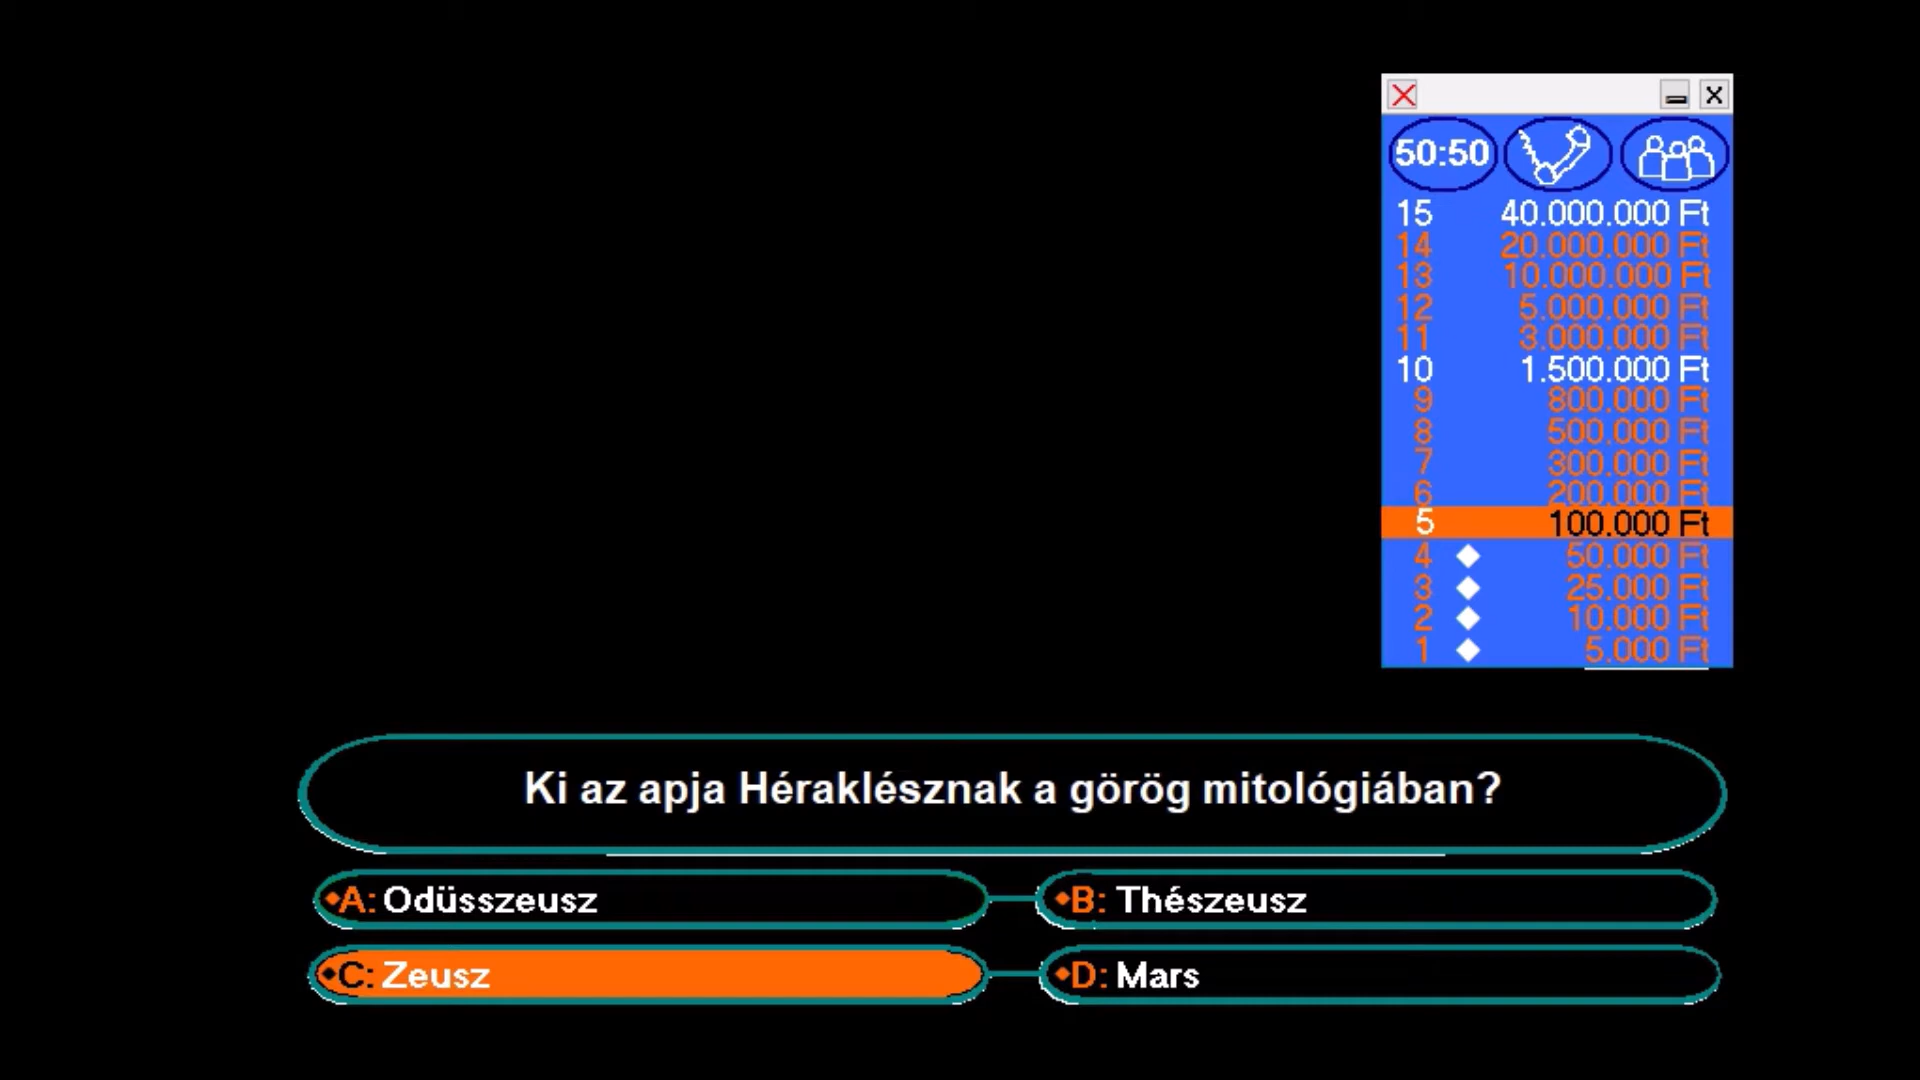 50:50
15 40.000.000 Ft
14 20.000.000 Ft
13 10.000.000 Ft
12 5.000.000 Ft
11 3.000.000 Ft
10 1.500.000 Ft
9 800.000 Ft
8 500.000 Ft
7 300.000 Ft
6 200.000 Ft
5 100.000 Ft
4 ◆ 50.000 Ft
3 ◆ 25.000 Ft
2 ◆ 10.000 Ft
1 ◆ 5.000 Ft
Ki az apja Héraklésznak a görög mitológiában?
A: Odüsszeusz
B: Thészeusz
C: Zeusz
D: Mars